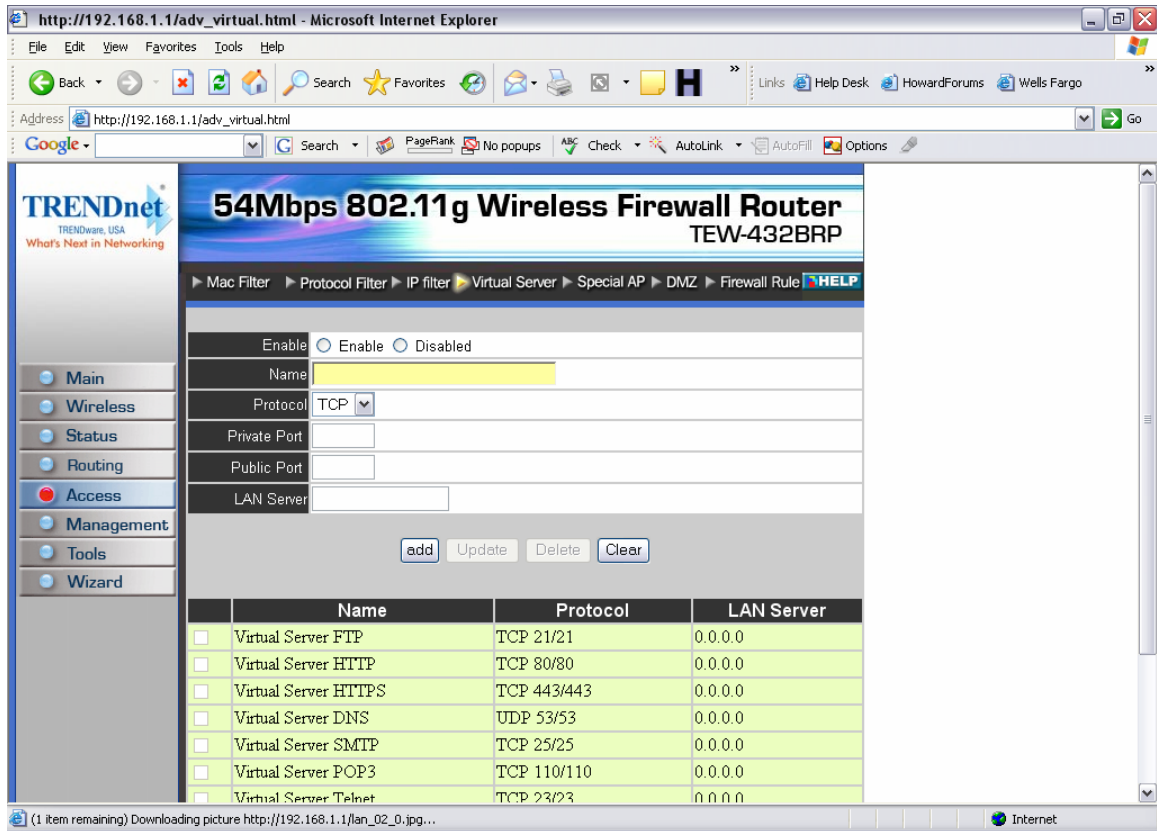 http://192.168.1.1/adv_virtual.html - Microsoft Internet Explorer
File Edit View Favorites Tools Help
Back Search Favorites H » Links Help Desk HowardForums Wells Fargo »
Address http://192.168.1.1/adv_virtual.html Go
Google Search PageRank No popups ABC Check AutoLink AutoFill Options
TRENDnet
TRENDware, USA
What's Next in Networking
54Mbps 802.11g Wireless Firewall Router
TEW-432BRP
Mac Filter Protocol Filter IP filter Virtual Server Special AP DMZ Firewall Rule HELP
Main
Wireless
Status
Routing
Access
Management
Tools
Wizard
Enable Enable Disabled
Name
Protocol TCP
Private Port
Public Port
LAN Server
add Update Delete Clear
Name Protocol LAN Server
Virtual Server FTP TCP 21/21 0.0.0.0
Virtual Server HTTP TCP 80/80 0.0.0.0
Virtual Server HTTPS TCP 443/443 0.0.0.0
Virtual Server DNS UDP 53/53 0.0.0.0
Virtual Server SMTP TCP 25/25 0.0.0.0
Virtual Server POP3 TCP 110/110 0.0.0.0
Virtual Server Telnet TCP 23/23 0.0.0.0
(1 item remaining) Downloading picture http://192.168.1.1/lan_02_0.jpg... Internet